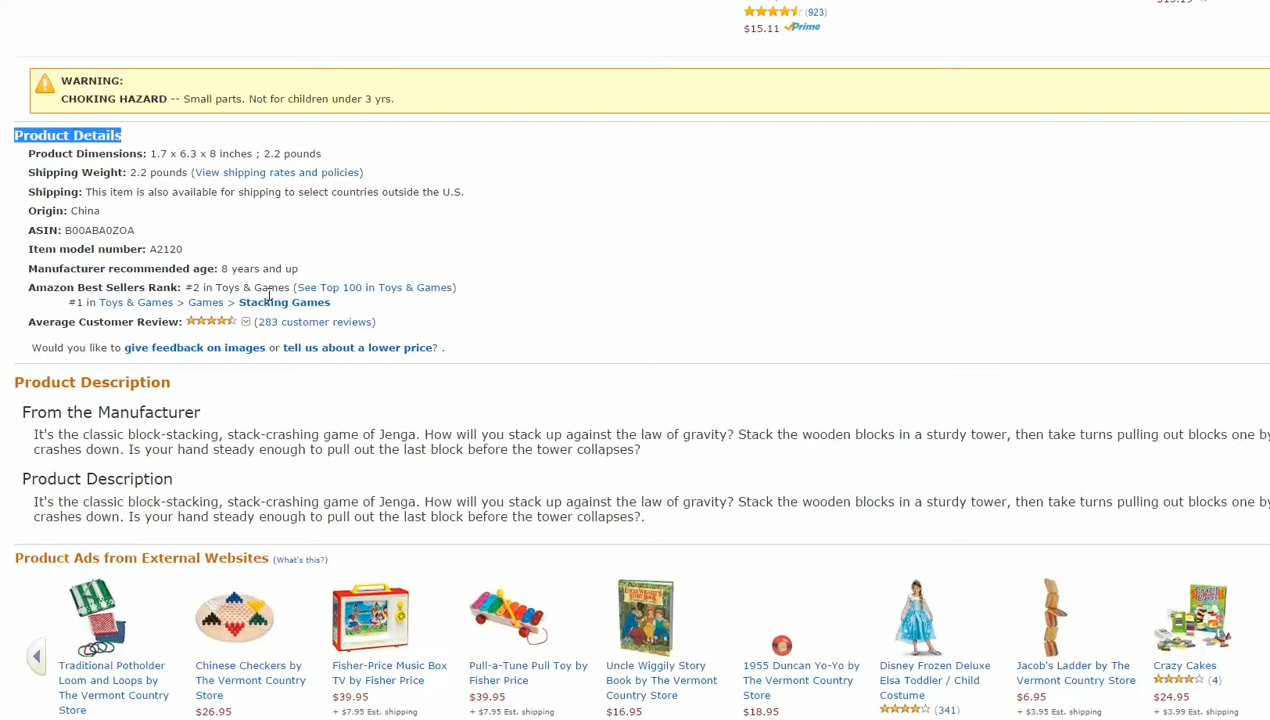 (923)
$15.11 Prime
WARNING:
CHOKING HAZARD -- Small parts. Not for children under 3 yrs.
Product Details
Product Dimensions: 1.7 x 6.3 x 8 inches ; 2.2 pounds
Shipping Weight: 2.2 pounds (View shipping rates and policies)
Shipping: This item is also available for shipping to select countries outside the U.S.
Origin: China
ASIN: B00ABA0ZOA
Item model number: A2120
Manufacturer recommended age: 8 years and up
Amazon Best Sellers Rank: #2 in Toys & Games (See Top 100 in Toys & Games)
#1 in Toys & Games > Games > Stacking Games
Average Customer Review: (283 customer reviews)
Would you like to give feedback on images or tell us about a lower price? .
Product Description
From the Manufacturer
It's the classic block-stacking, stack-crashing game of Jenga. How will you stack up against the law of gravity? Stack the wooden blocks in a sturdy tower, then take turns pulling out blocks one by
crashes down. Is your hand steady enough to pull out the last block before the tower collapses?
Product Description
It's the classic block-stacking, stack-crashing game of Jenga. How will you stack up against the law of gravity? Stack the wooden blocks in a sturdy tower, then take turns pulling out blocks one by
crashes down. Is your hand steady enough to pull out the last block before the tower collapses?.
Product Ads from External Websites (What's this?)
Traditional Potholder
Loom and Loops by
The Vermont Country
Store
Chinese Checkers by
The Vermont Country
Store
$26.95
Fisher-Price Music Box
TV by Fisher Price
$39.95
+ $7.95 Est. shipping
Pull-a-Tune Pull Toy by
Fisher Price
$39.95
+ $7.95 Est. shipping
Uncle Wiggily Story
Book by The Vermont
Country Store
$16.95
1955 Duncan Yo-Yo by
The Vermont Country
Store
$18.95
Disney Frozen Deluxe
Elsa Toddler / Child
Costume
(341)
Jacob's Ladder by The
Vermont Country Store
$6.95
+ $3.95 Est. shipping
Crazy Cakes
(4)
$24.95
+ $3.99 Est. shipping